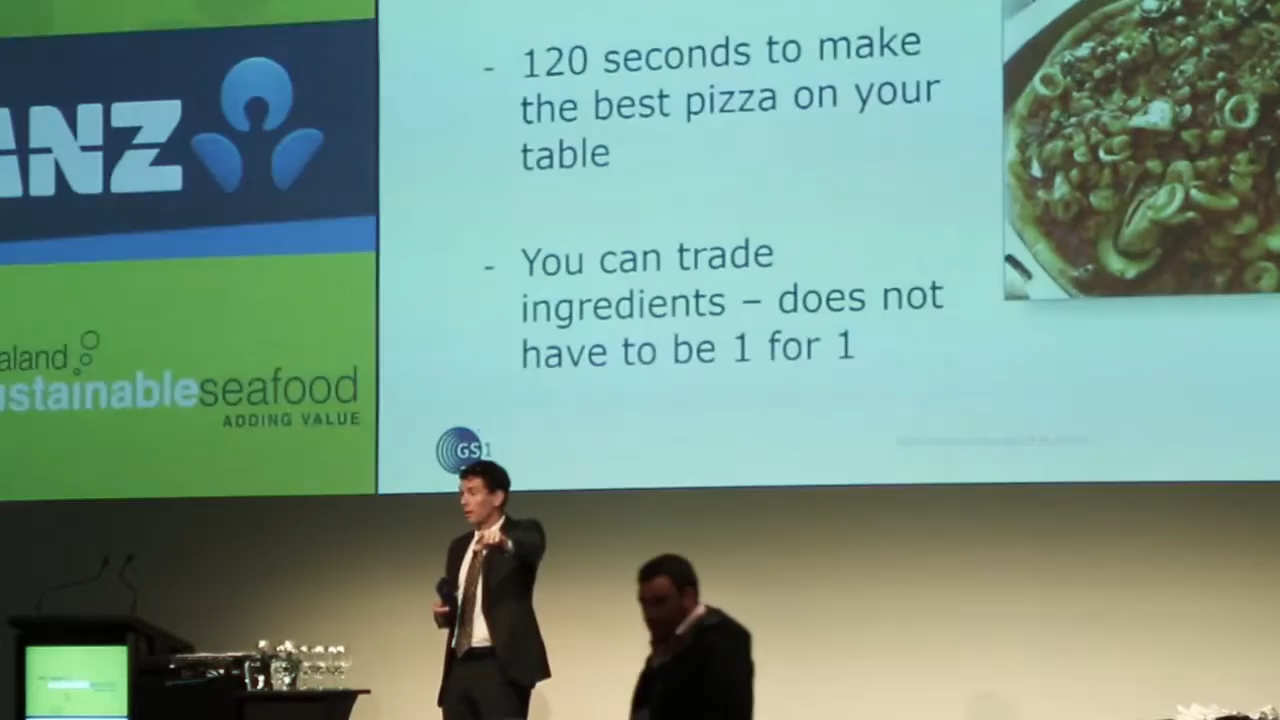 ANZ
aland
ustainableseafood
ADDING VALUE
- 120 seconds to make
the best pizza on your
table
- You can trade
ingredients – does not
have to be 1 for 1
GS1